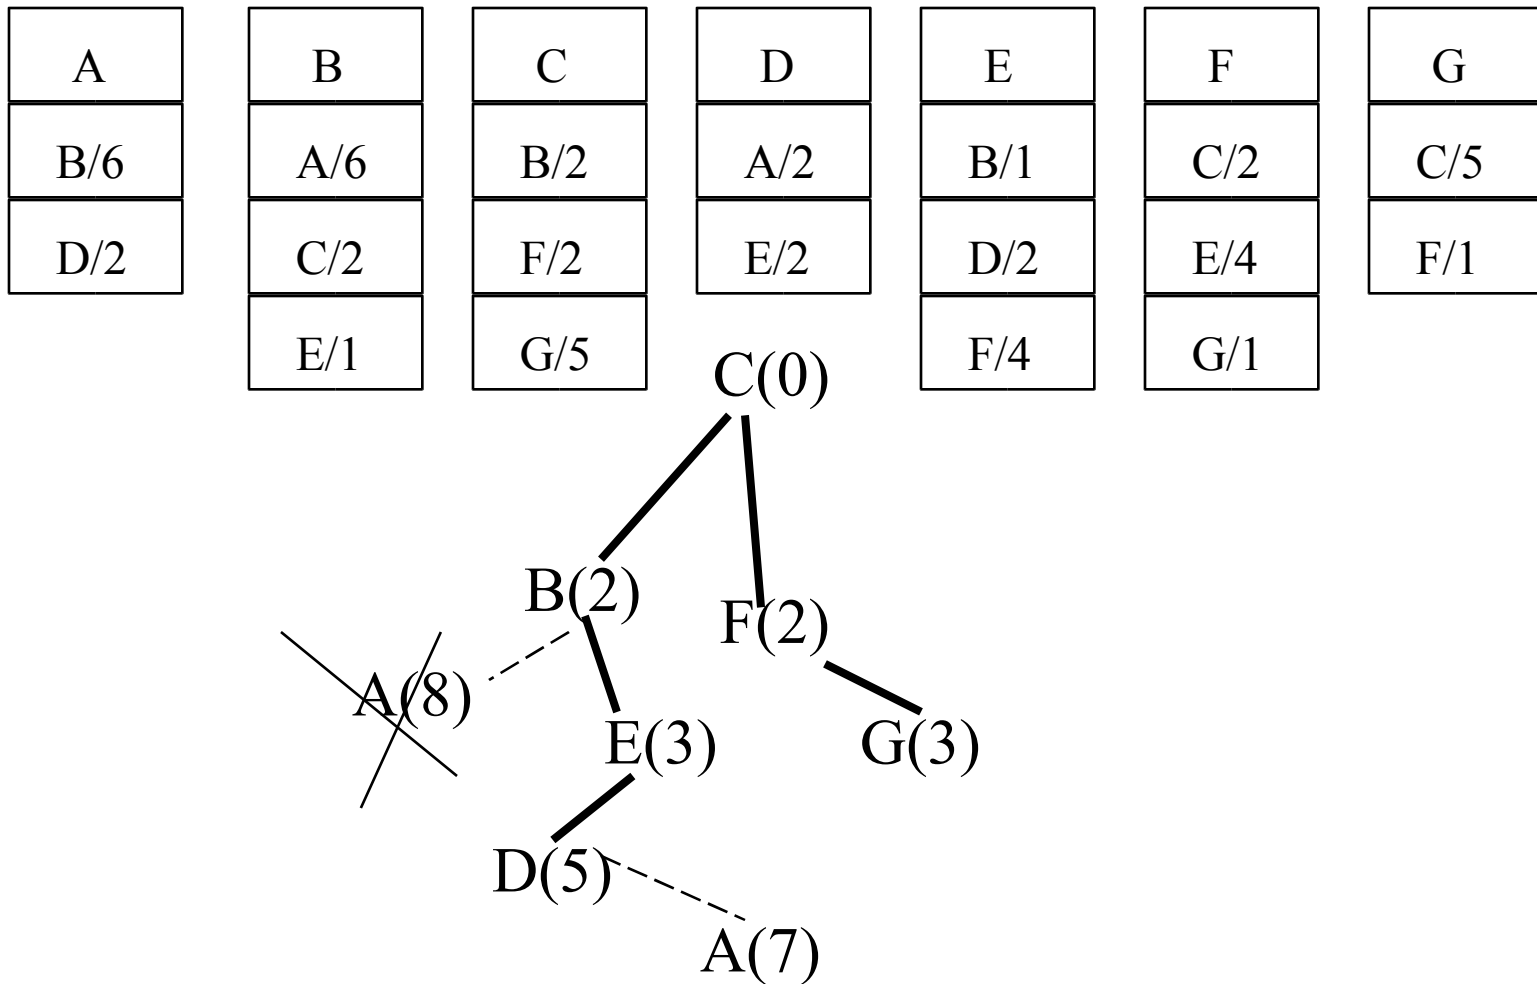 A B C D E F G
B/6 A/6 B/2 A/2 B/1 C/2 C/5
D/2 C/2 F/2 E/2 D/2 E/4 F/1
E/1 G/5 F/4 G/1
C(0)
B(2)
F(2)
A(8)
E(3) G(3)
D(5)
A(7)